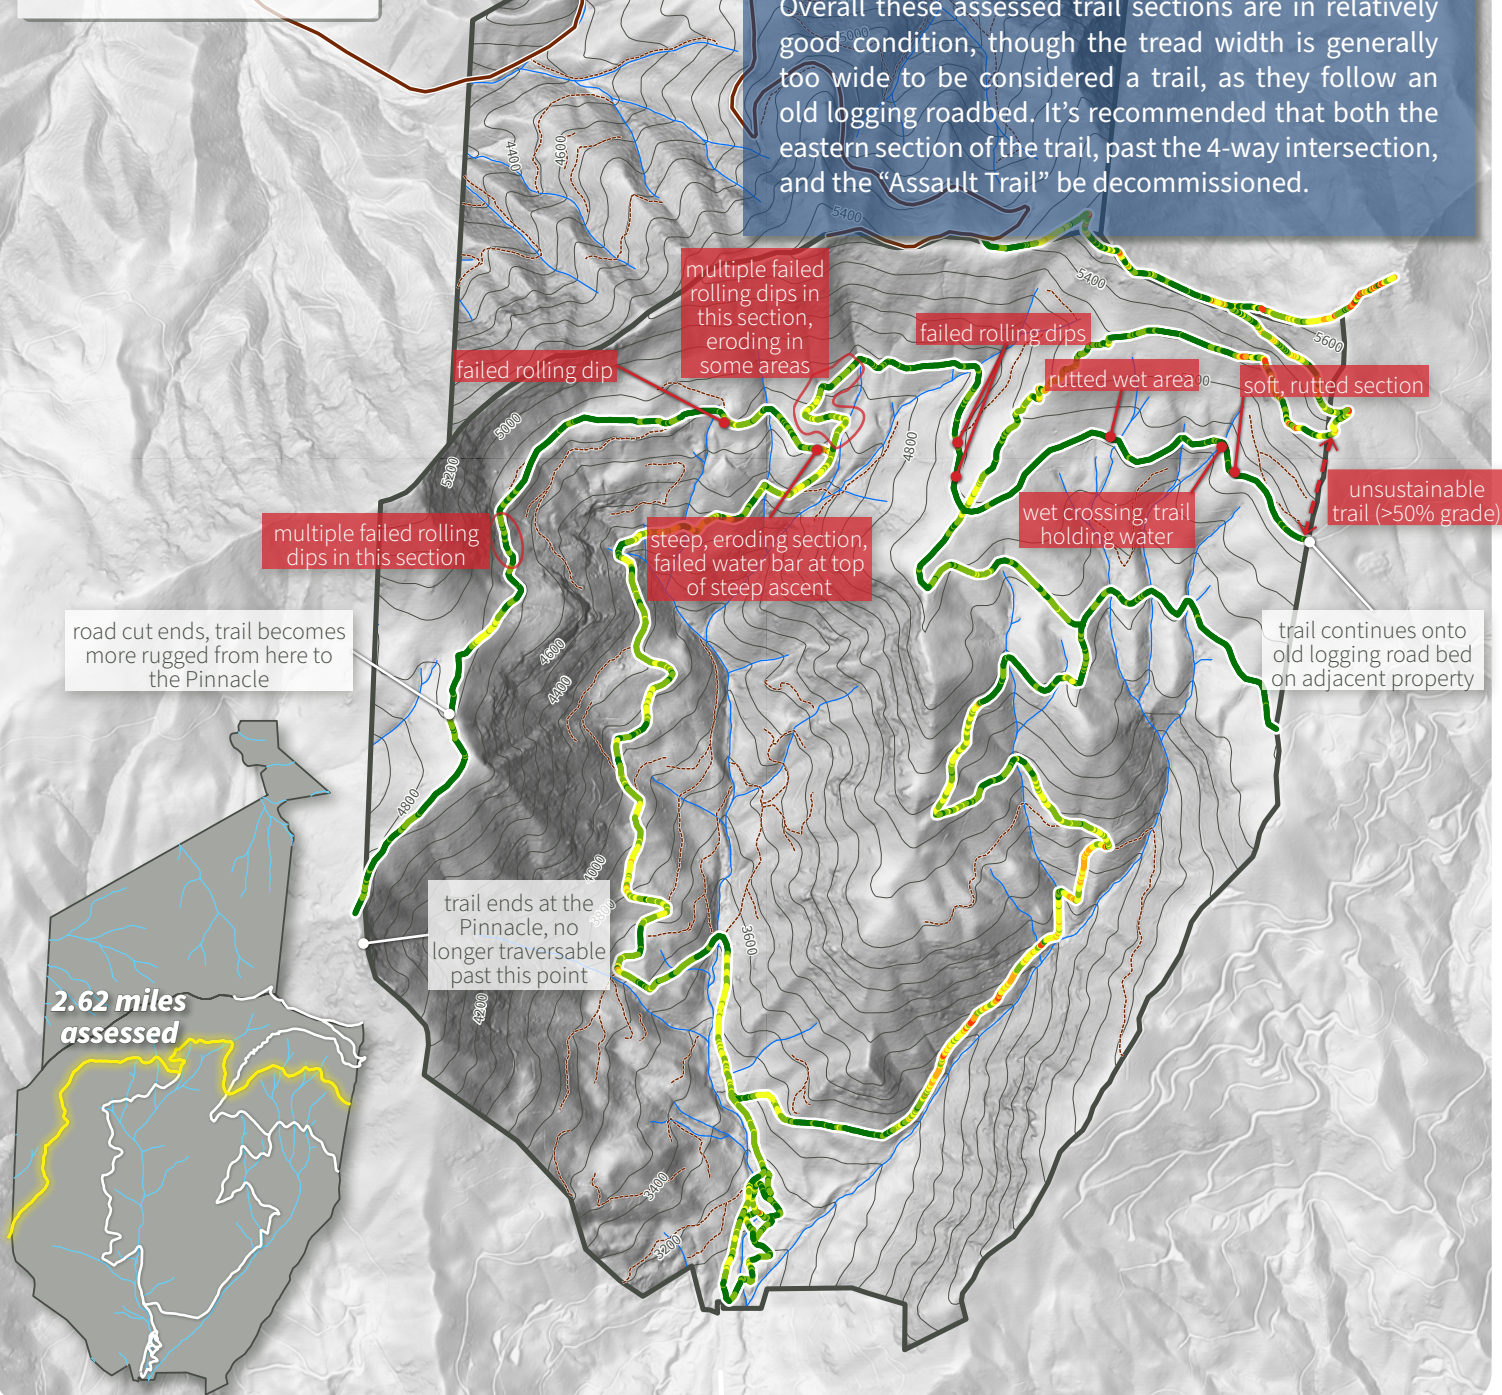 Overall these assessed trail sections are in relatively
good condition, though the tread width is generally
too wide to be considered a trail, as they follow an
old logging roadbed. It’s recommended that both the
eastern section of the trail, past the 4-way intersection,
and the “Assault Trail” be decommissioned.
5000
4400
4600
5400
5400
5600
multiple failed
rolling dips in
this section,
eroding in
some areas
failed rolling dip
failed rolling dips
rutted wet area
soft, rutted section
5000
5200
4800
unsustainable
trail (>50% grade)
wet crossing, trail
holding water
multiple failed rolling
dips in this section
steep, eroding section,
failed water bar at top
of steep ascent
road cut ends, trail becomes
more rugged from here to
the Pinnacle
trail continues onto
old logging road bed
on adjacent property
4600
4400
4800
4000
3800
trail ends at the
Pinnacle, no
longer traversable
past this point
3600
4200
2.62 miles
assessed
3400
3200